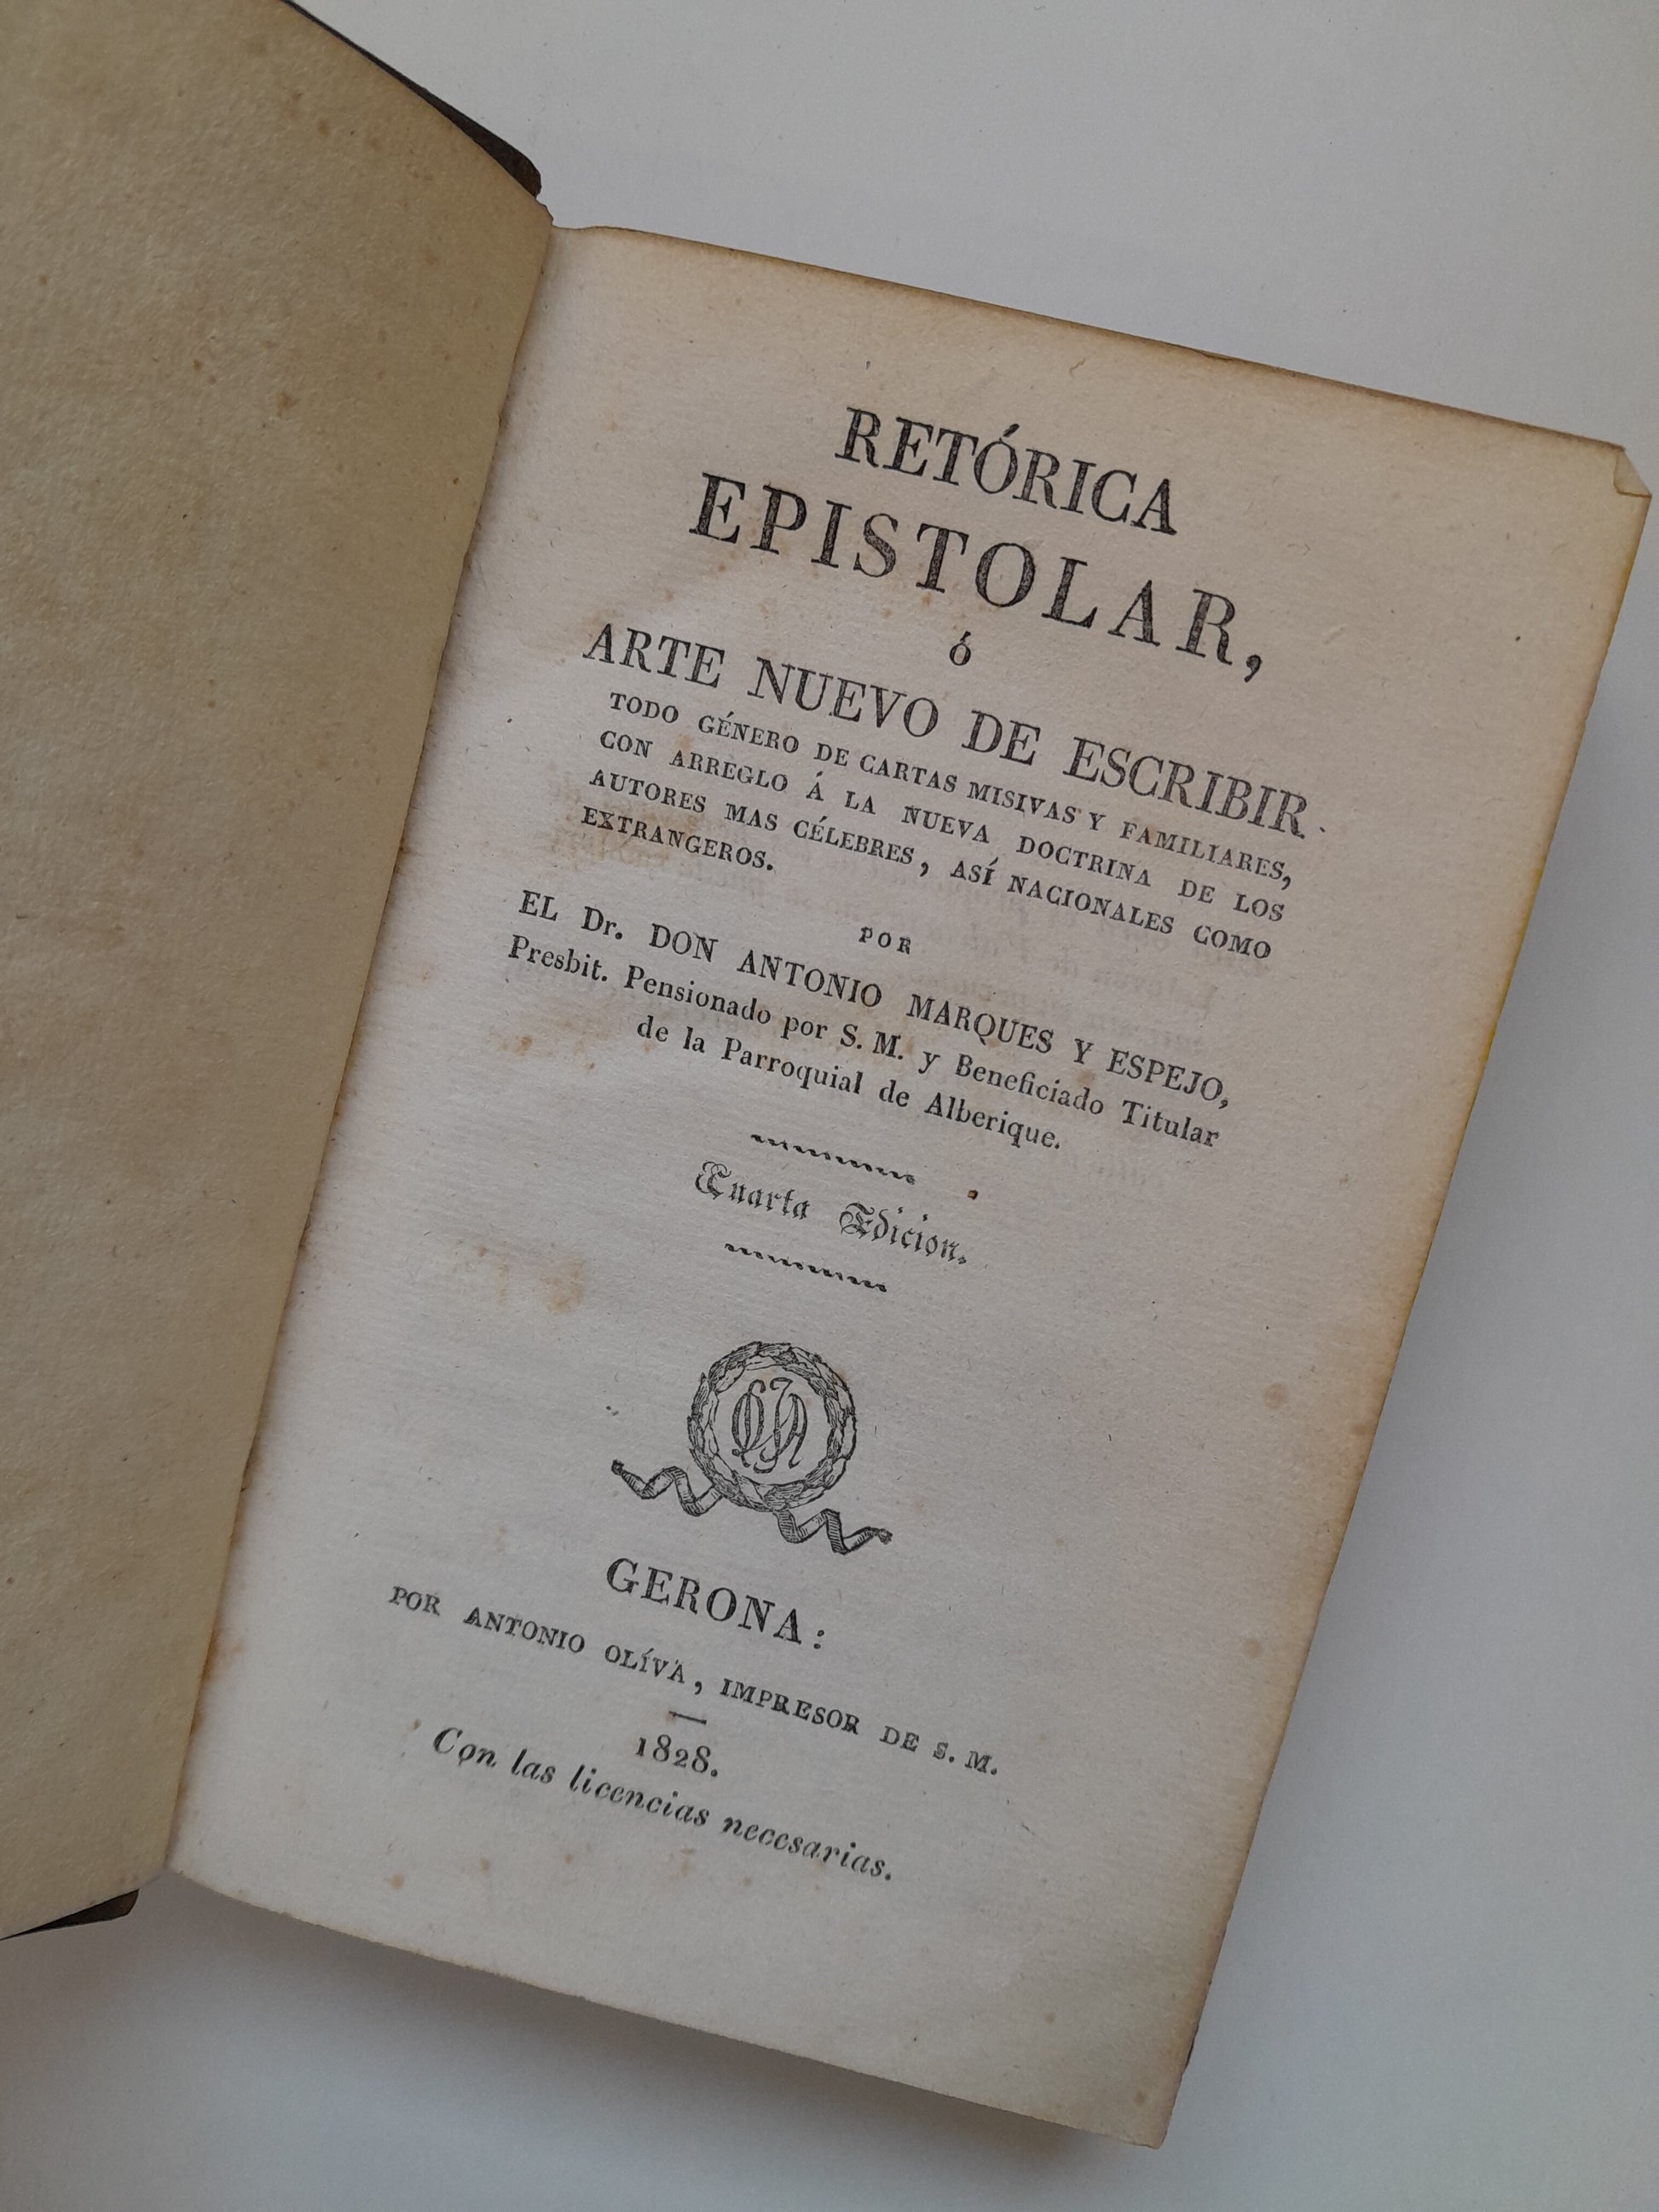 RETÓRICA
EPISTOLAR,
Ó
ARTE NUEVO DE ESCRIBIR
TODO GÉNERO DE CARTAS MISIVAS Y FAMILIARES,
CON ARREGLO Á LA NUEVA DOCTRINA DE LOS
AUTORES MAS CÉLEBRES, ASÍ NACIONALES COMO
EXTRANGEROS.
POR
EL Dr. DON ANTONIO MARQUES Y ESPEJO,
Presbit. Pensionado por S. M. y Beneficiado Titular
de la Parroquial de Alberique.
Cuarta Edicion.
GERONA:
POR ANTONIO OLÍVA, IMPRESOR DE S. M.
1828.
Con las licencias necesarias.